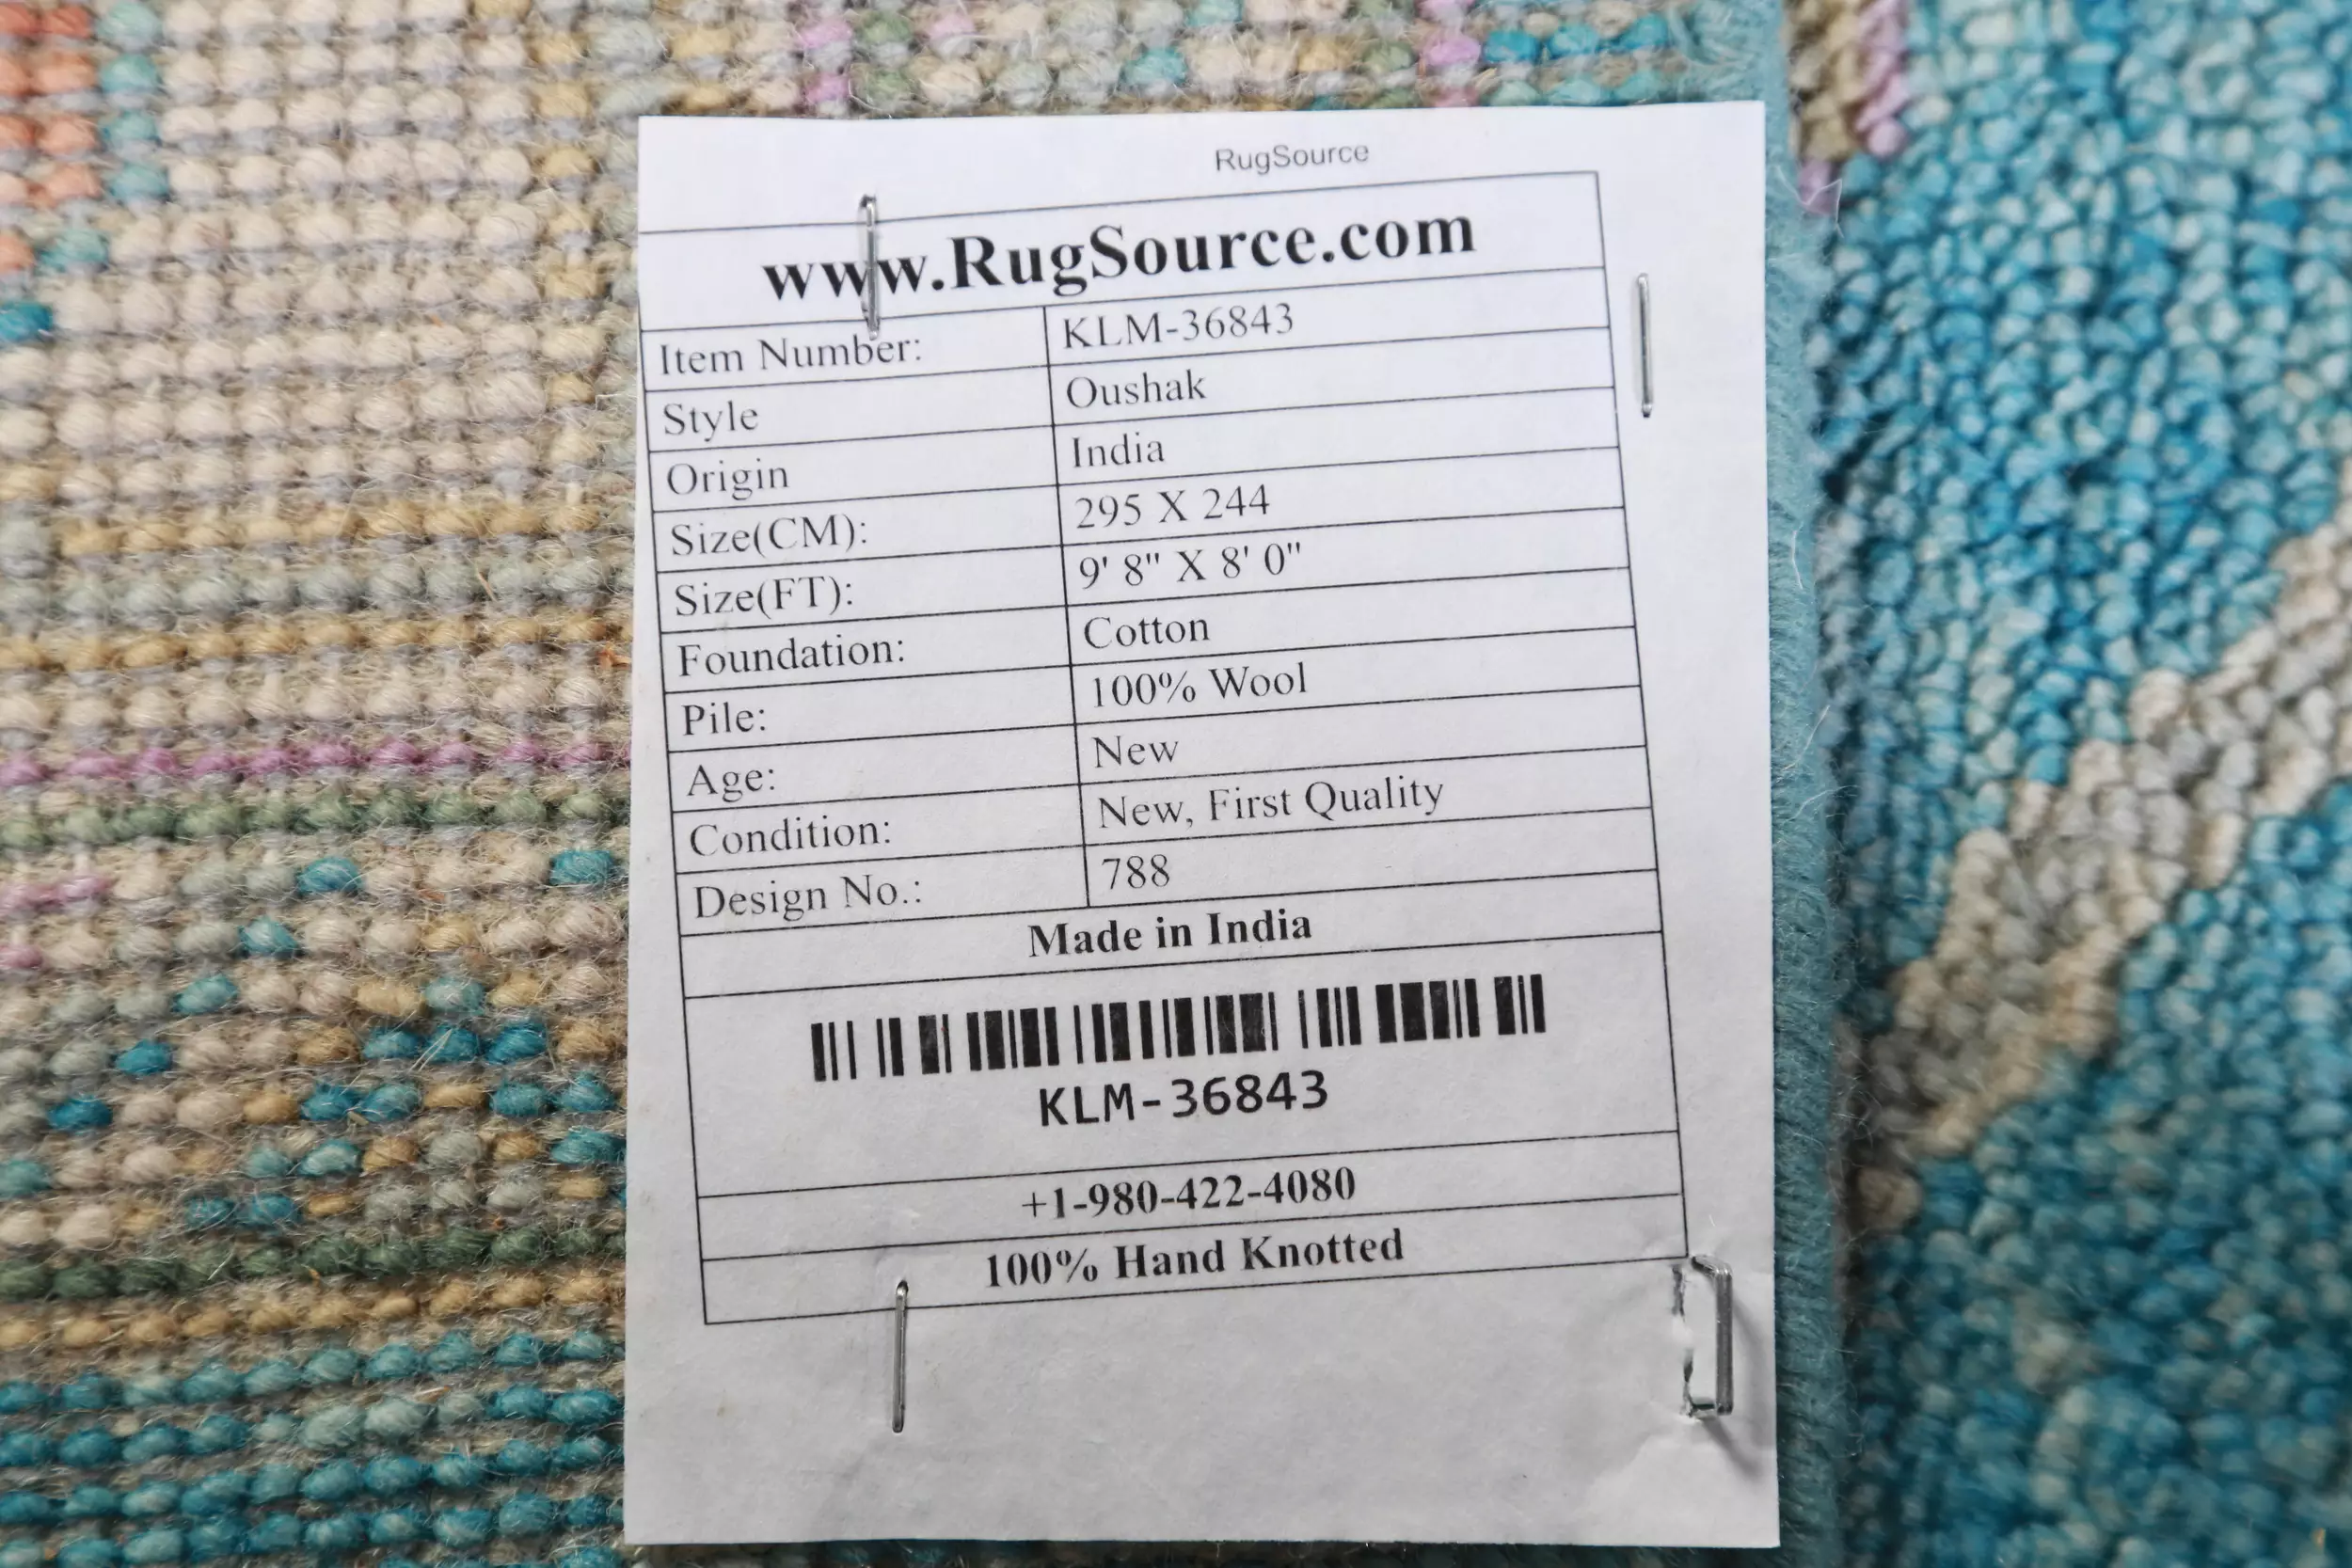 RugSource
www.RugSource.com
Item Number: KLM-36843
Style Oushak
Origin India
Size(CM): 295 X 244
Size(FT): 9' 8" X 8' 0"
Foundation: Cotton
Pile: 100% Wool
Age: New
Condition: New, First Quality
Design No.: 788
Made in India
KLM-36843
+1-980-422-4080
100% Hand Knotted